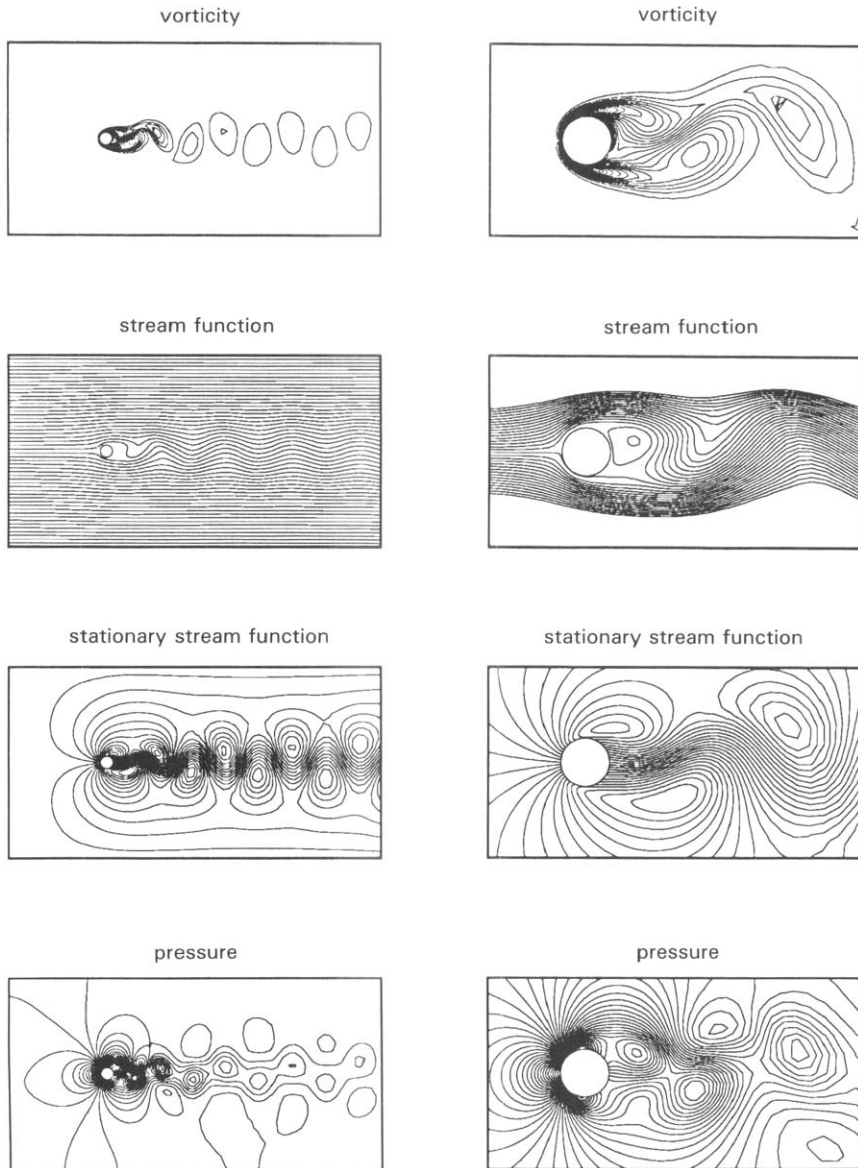 vorticity
vorticity
stream function
stream function
stationary stream function
stationary stream function
pressure
pressure